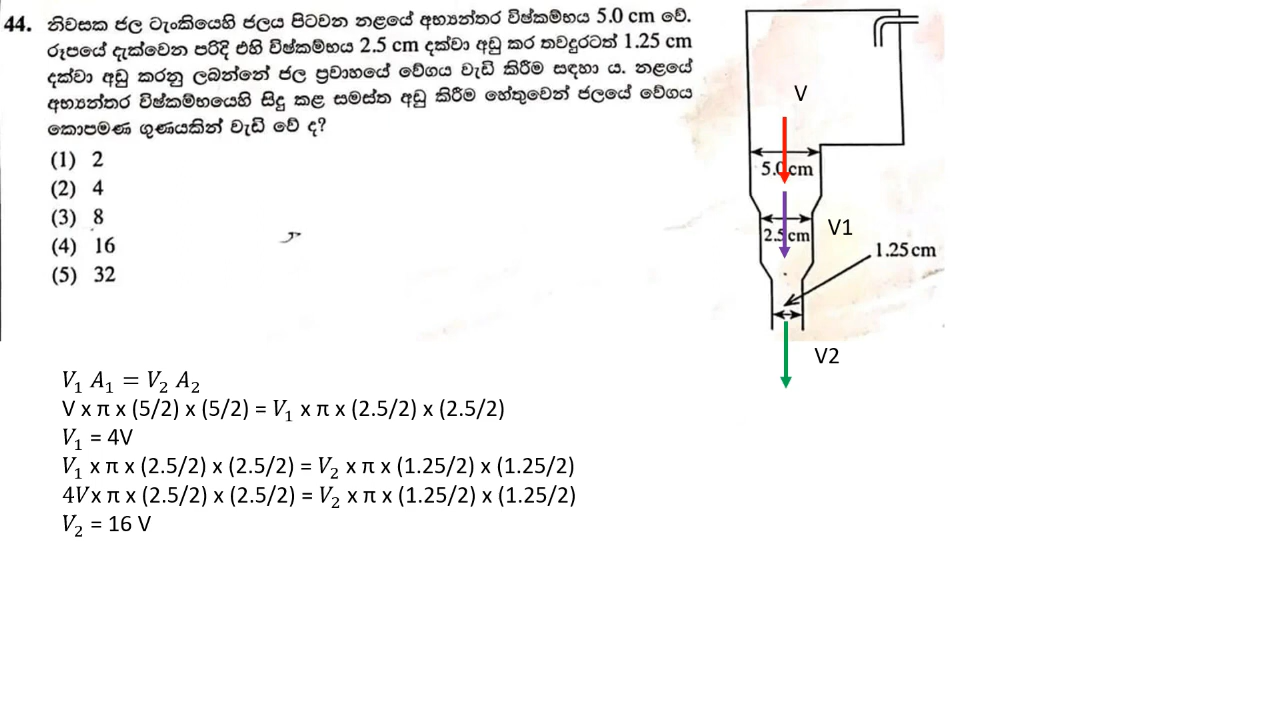 44. නිවසක ජල ටැංකියෙහි ජලය පිටවන නළයේ අභ්‍යන්තර විෂ්කම්භය 5.0 cm වේ.
රූපයේ දැක්වෙන පරිදි එහි විෂ්කම්භය 2.5 cm දක්වා අඩු කර තවදුරටත් 1.25 cm
දක්වා අඩු කරනු ලබන්නේ ජල ප්‍රවාහයේ වේගය වැඩි කිරීම සඳහා ය. නළයේ
අභ්‍යන්තර විෂ්කම්භයෙහි සිදු කළ සමස්ත අඩු කිරීම හේතුවෙන් ජලයේ වේගය
කොපමණ ගුණයකින් වැඩි වේ ද?
(1) 2
(2) 4
(3) 8
(4) 16
(5) 32
V
5.0 cm
2.5 cm
V1
1.25 cm
V2
V₁ A₁ = V₂ A₂
V x π x (5/2) x (5/2) = V₁ x π x (2.5/2) x (2.5/2)
V₁ = 4V
V₁ x π x (2.5/2) x (2.5/2) = V₂ x π x (1.25/2) x (1.25/2)
4V x π x (2.5/2) x (2.5/2) = V₂ x π x (1.25/2) x (1.25/2)
V₂ = 16 V